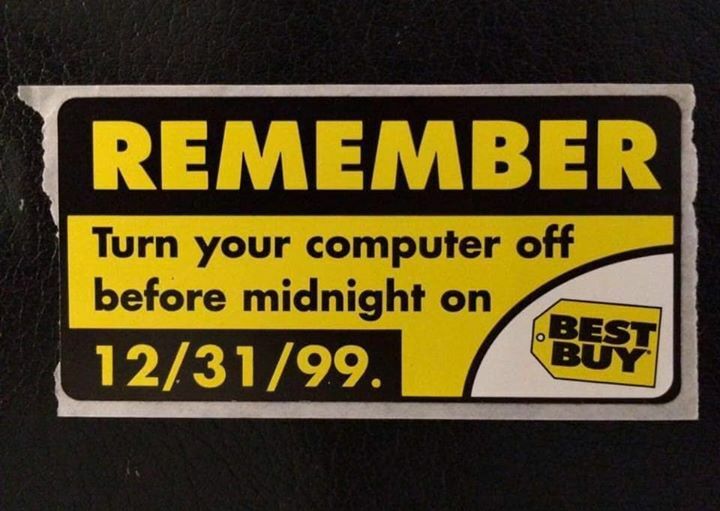 REMEMBER
Turn your computer off
before midnight on
12/31/99.
BEST
BUY